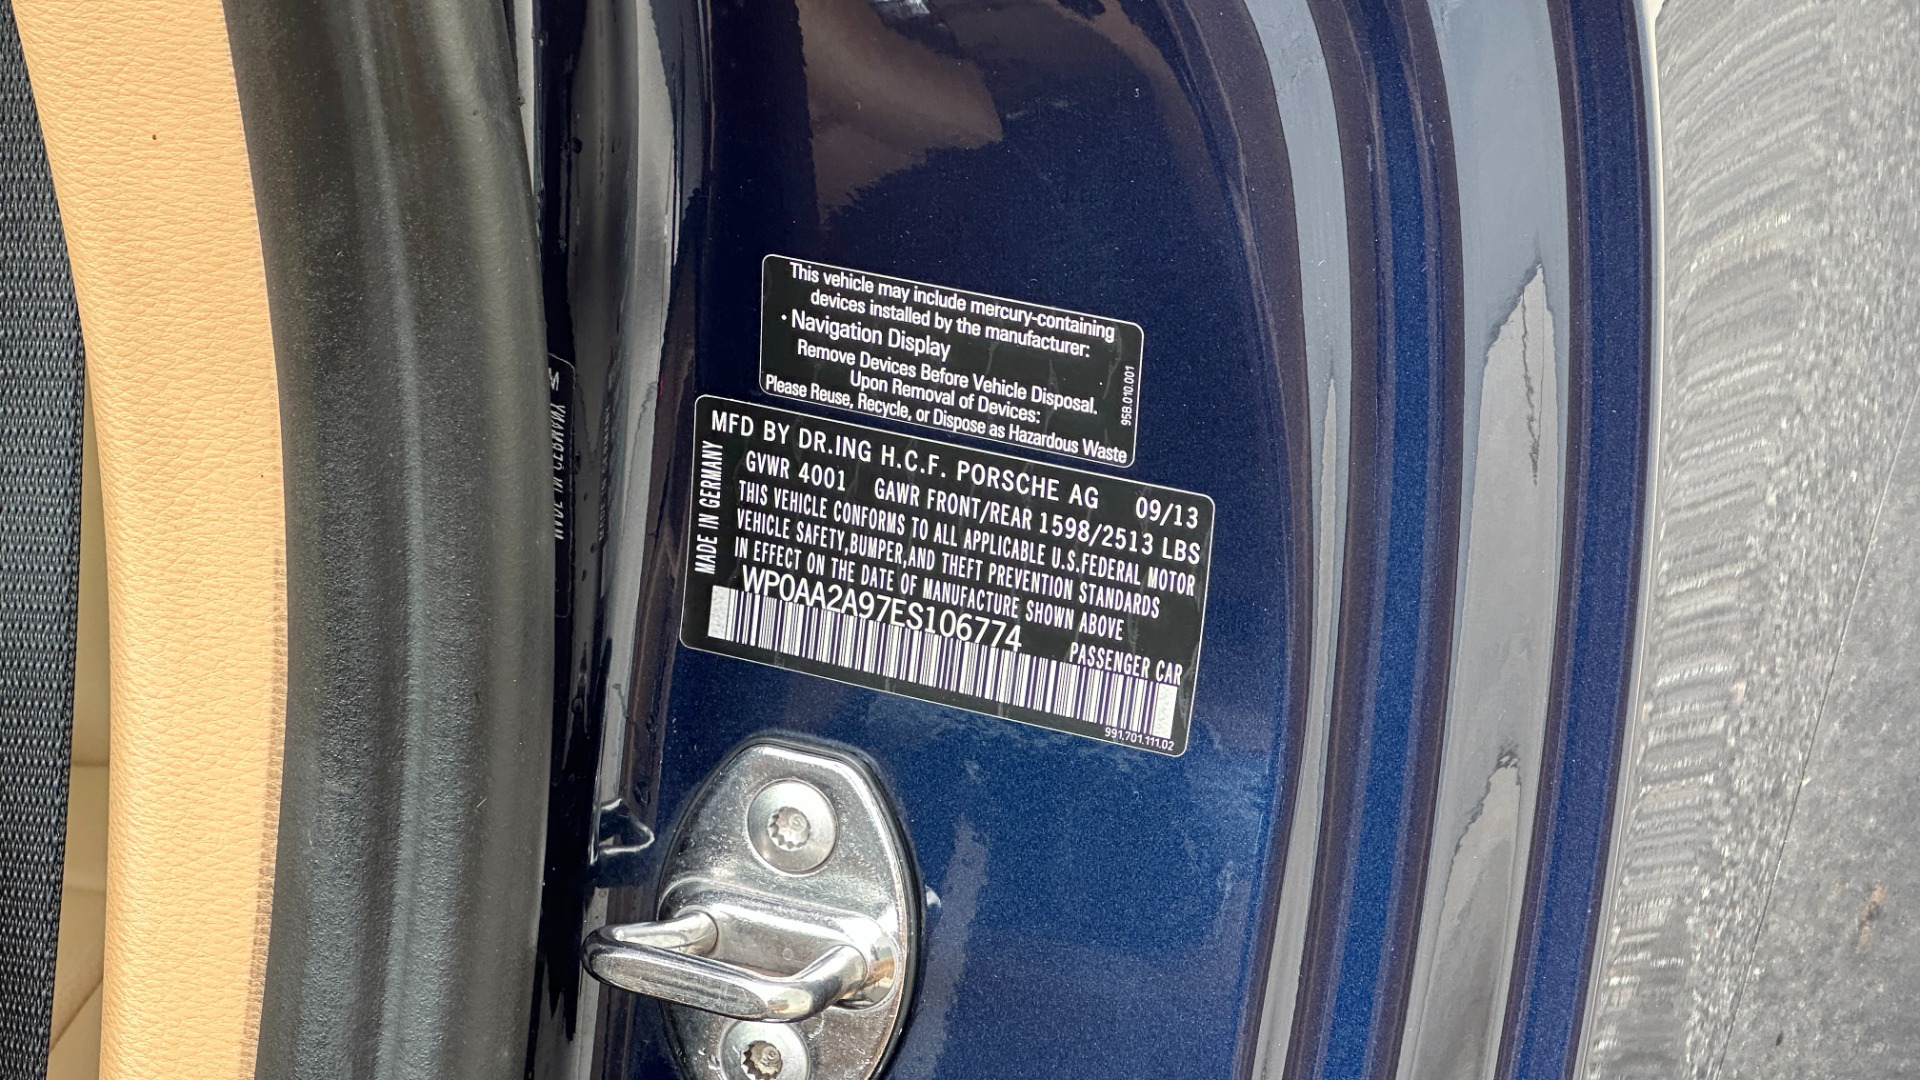 This vehicle may include mercury-containing
devices installed by the manufacturer:
• Navigation Display
Remove Devices Before Vehicle Disposal.
Upon Removal of Devices:
Please Reuse, Recycle, or Dispose as Hazardous Waste
95B.010.001
MFD BY DR.ING H.C.F. PORSCHE AG 09/13
GVWR 4001 GAWR FRONT/REAR 1598/2513 LBS
THIS VEHICLE CONFORMS TO ALL APPLICABLE U.S.FEDERAL MOTOR
VEHICLE SAFETY,BUMPER,AND THEFT PREVENTION STANDARDS
IN EFFECT ON THE DATE OF MANUFACTURE SHOWN ABOVE
WP0AA2A97ES106774
PASSENGER CAR
MADE IN GERMANY
991.701.111.02